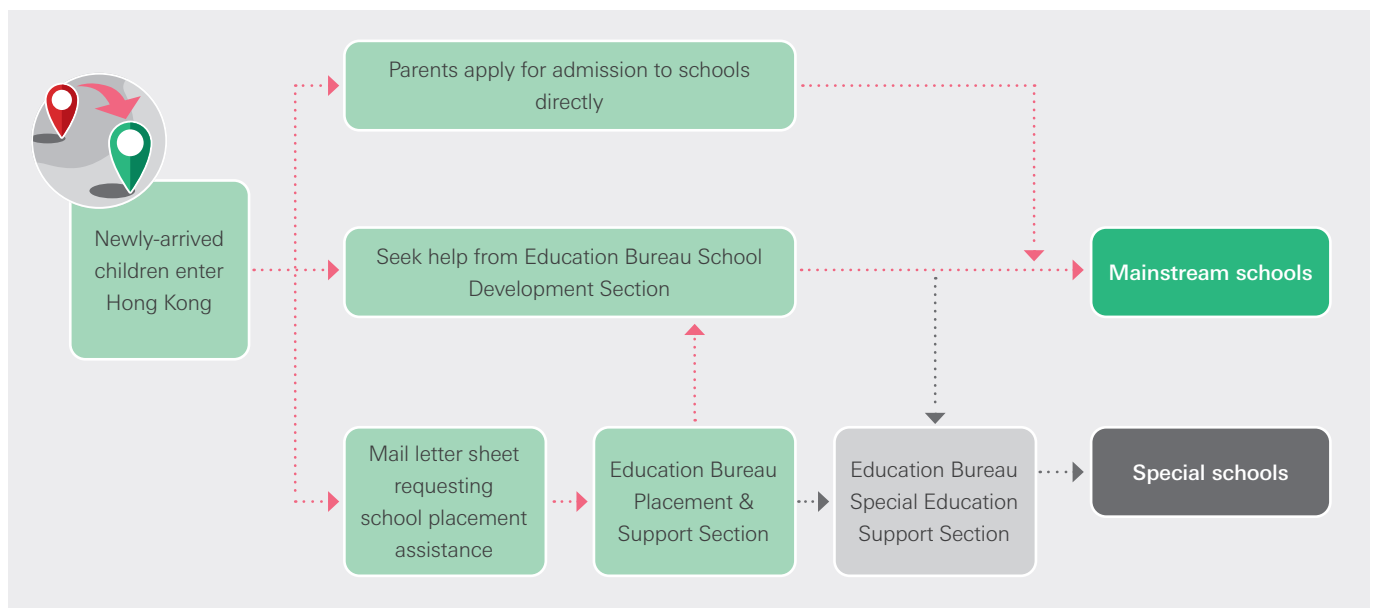 Parents apply for admission to schools
directly
Newly-arrived
children enter
Hong Kong
Seek help from Education Bureau School
Development Section
Mainstream schools
Mail letter sheet
requesting
school placement
assistance
Education Bureau
Placement &
Support Section
Education Bureau
Special Education
Support Section
Special schools